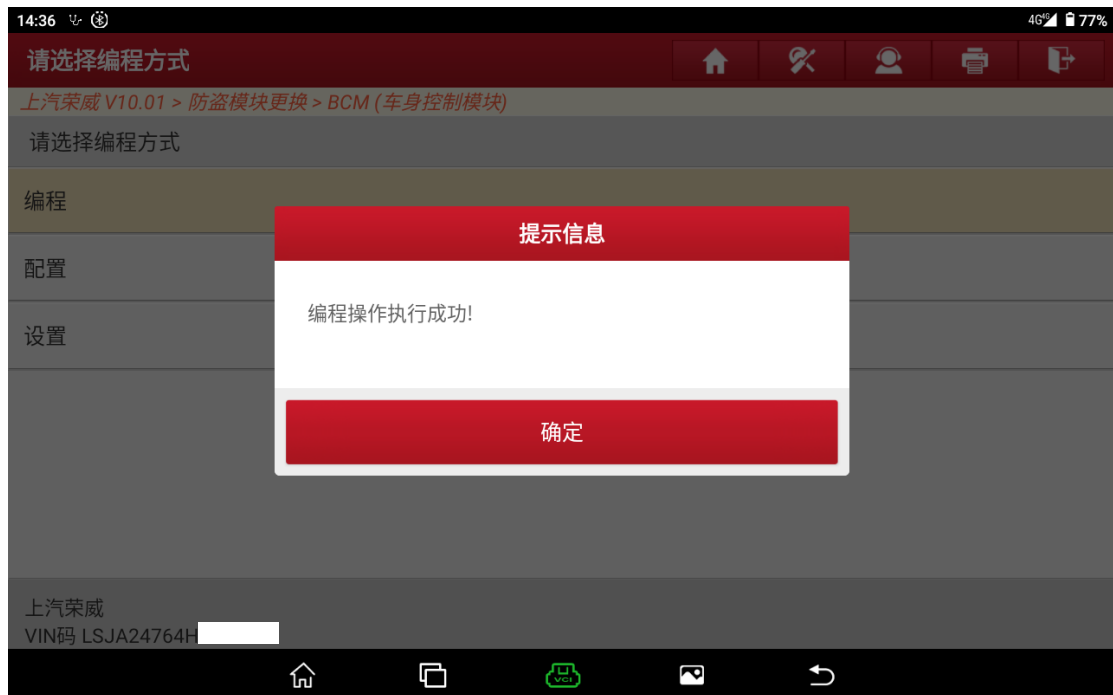 14:36
4G 77%
请选择编程方式
上汽荣威 V10.01 > 防盗模块更换 > BCM (车身控制模块)
请选择编程方式
编程
提示信息
配置
编程操作执行成功!
设置
确定
上汽荣威
VIN码 LSJA24764H
VCI